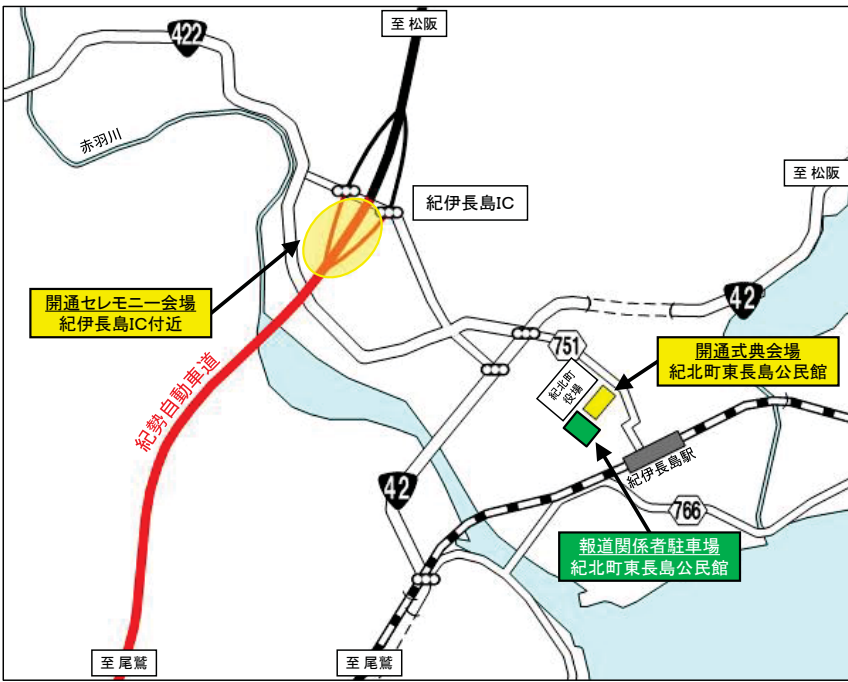 至 松阪
422
赤羽川
至 松阪
紀伊長島IC
開通セレモニー会場
紀伊長島IC付近
42
751
開通式典会場
紀北町東長島公民館
紀北町
役場
紀勢自動車道
紀伊長島駅
42
766
報道関係者駐車場
紀北町東長島公民館
至 尾鷲
至 尾鷲